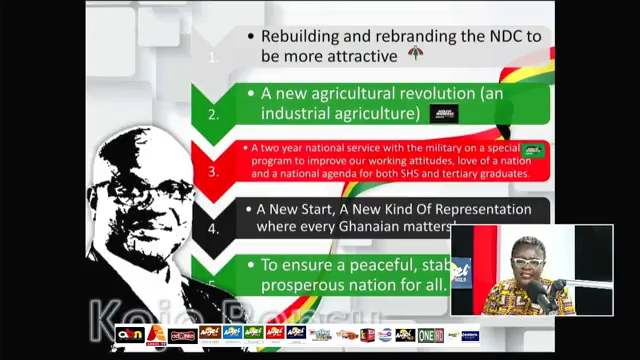 1.
Rebuilding and rebranding the NDC to
be more attractive
2.
A new agricultural revolution (an
industrial agriculture)
3.
A two year national service with the military on a special
program to improve our working attitudes, love of a nation
and a national agenda for both SHS and tertiary graduates.
4.
A New Start, A New Kind Of Representation
where every Ghanaian matters!
To ensure a peaceful,
prosperous nation for all.
Kojo Bonsu